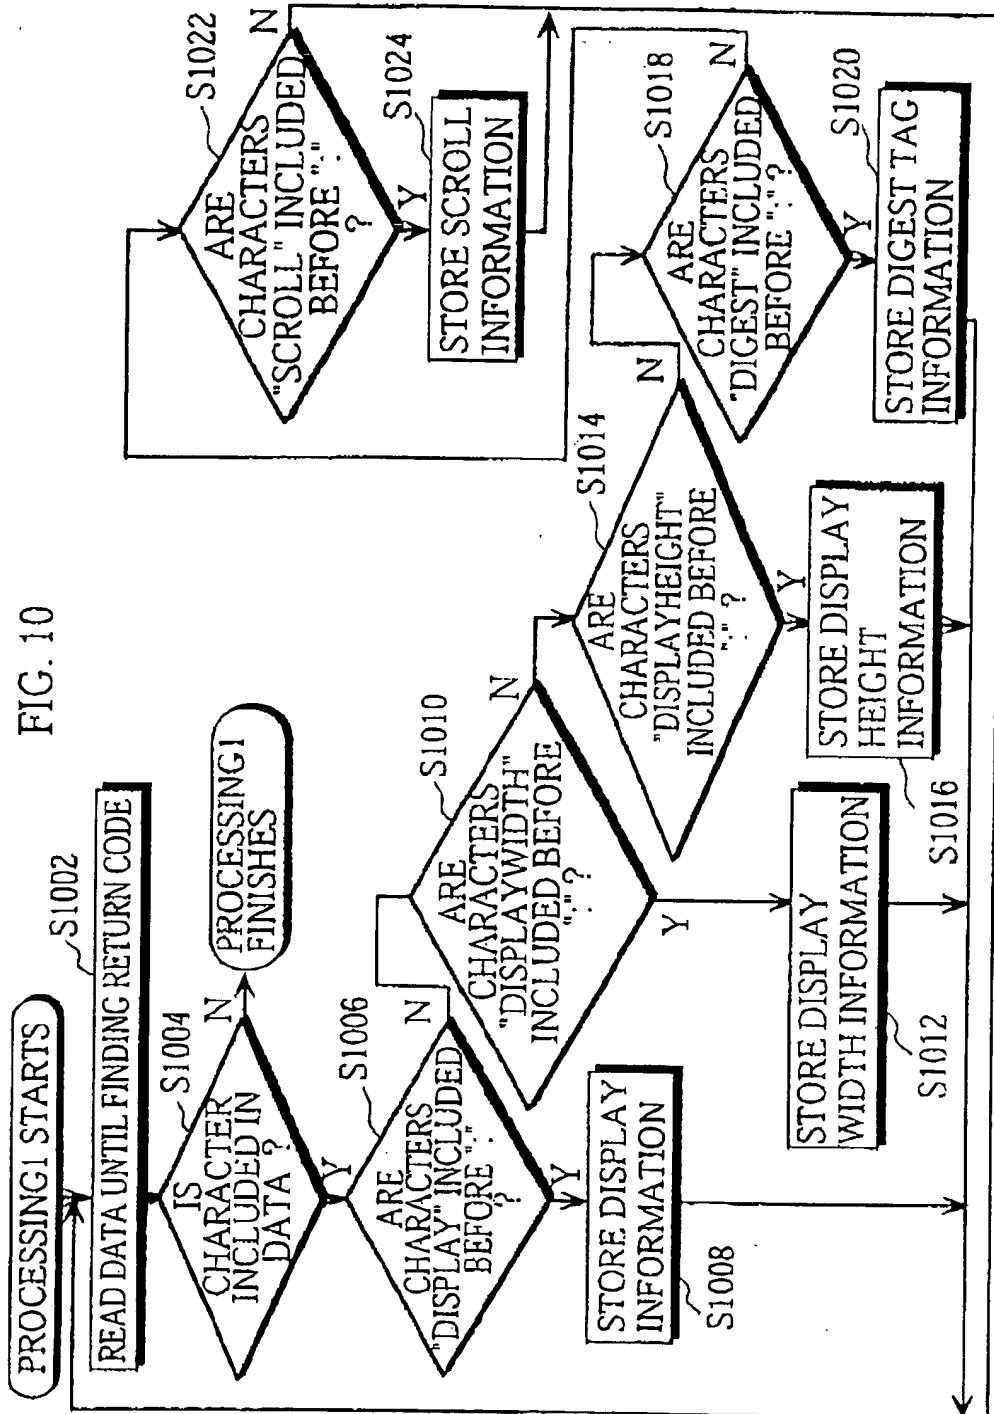 FIG. 10
PROCESSING1 STARTS
S1002
READ DATA UNTIL FINDING RETURN CODE
S1004
IS
CHARACTER
INCLUDED IN
DATA ?
N
PROCESSING1
FINISHES
Y
S1006
ARE
CHARACTERS
"DISPLAY" INCLUDED
BEFORE ":"
?
N
Y
STORE DISPLAY
INFORMATION
S1008
S1010
ARE
CHARACTERS
"DISPLAYWIDTH"
INCLUDED BEFORE
":" ?
N
Y
STORE DISPLAY
WIDTH INFORMATION
S1012
S1014
ARE
CHARACTERS
"DISPLAYHEIGHT"
INCLUDED BEFORE
":" ?
N
Y
STORE DISPLAY
HEIGHT
INFORMATION
S1016
S1018
ARE
CHARACTERS
"DIGEST" INCLUDED
BEFORE ":" ?
N
Y
S1020
STORE DIGEST TAG
INFORMATION
S1022
ARE
CHARACTERS
"SCROLL" INCLUDED
BEFORE ":"
?
N
Y
S1024
STORE SCROLL
INFORMATION